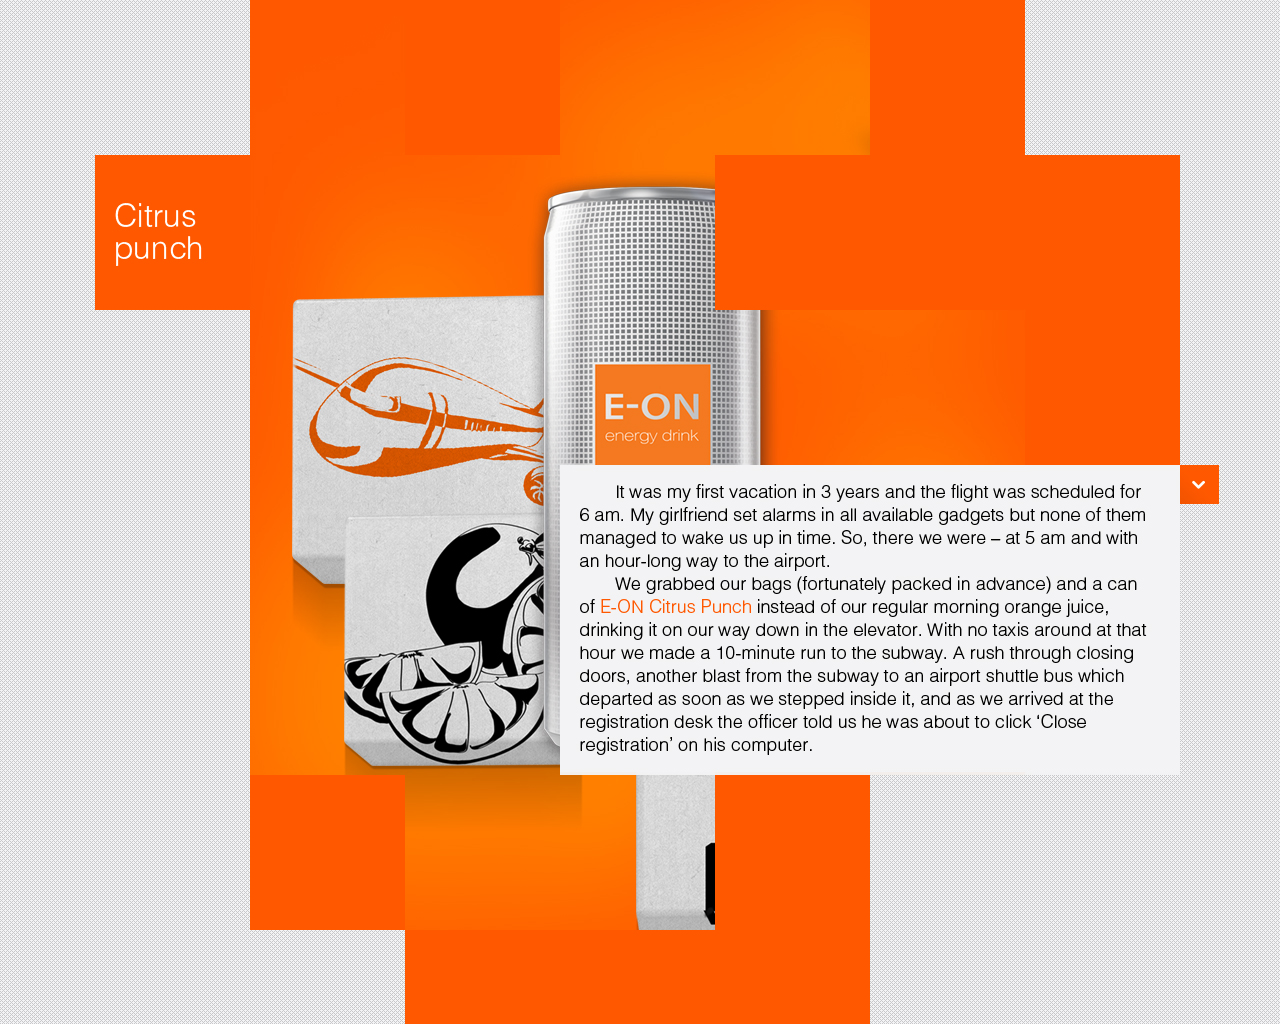 Citrus
punch
E-ON
energy drink
It was my first vacation in 3 years and the flight was scheduled for
6 am. My girlfriend set alarms in all available gadgets but none of them
managed to wake us up in time. So, there we were – at 5 am and with
an hour-long way to the airport.
We grabbed our bags (fortunately packed in advance) and a can
of E-ON Citrus Punch instead of our regular morning orange juice,
drinking it on our way down in the elevator. With no taxis around at that
hour we made a 10-minute run to the subway. A rush through closing
doors, another blast from the subway to an airport shuttle bus which
departed as soon as we stepped inside it, and as we arrived at the
registration desk the officer told us he was about to click ‘Close
registration’ on his computer.